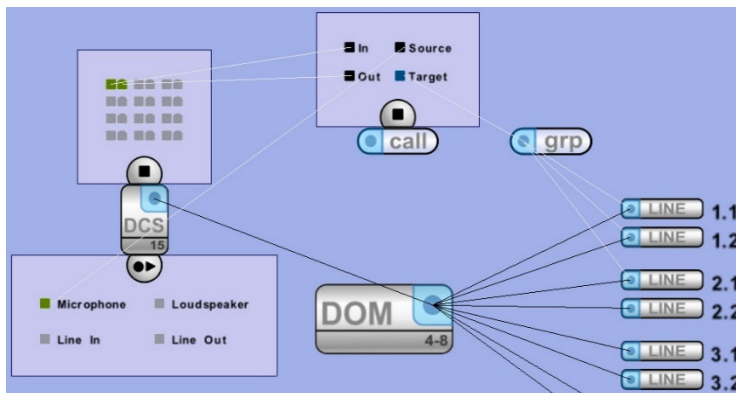 In Source
Out Target
call
grp
DCS
15
Microphone Loudspeaker
Line In Line Out
DOM
4-8
LINE 1.1
LINE 1.2
LINE 2.1
LINE 2.2
LINE 3.1
LINE 3.2